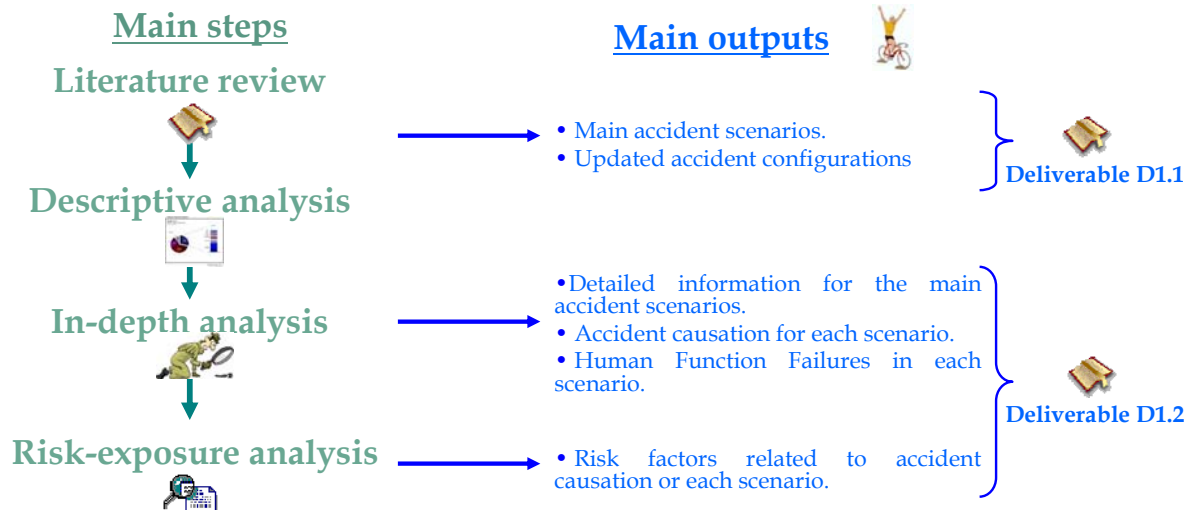 Main steps
Main outputs
Literature review
• Main accident scenarios.
• Updated accident configurations
Deliverable D1.1
Descriptive analysis
•Detailed information for the main
accident scenarios.
• Accident causation for each scenario.
• Human Function Failures in each
scenario.
In-depth analysis
Deliverable D1.2
Risk-exposure analysis
• Risk factors related to accident
causation or each scenario.